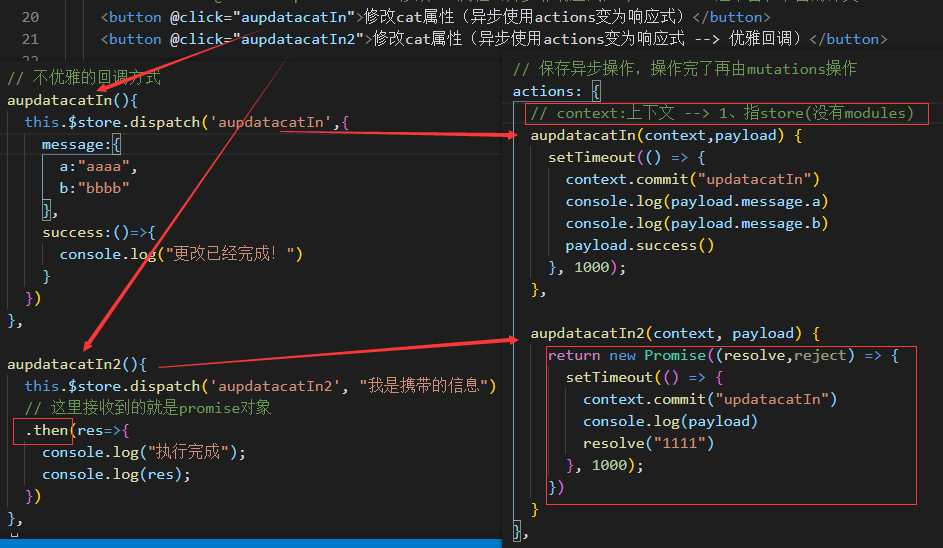 20 <button @click="aupdatacatIn">修改cat属性（异步使用actions变为响应式）</button>
21 <button @click="aupdatacatIn2">修改cat属性（异步使用actions变为响应式 --> 优雅回调）</button>
// 不优雅的回调方式
aupdatacatIn(){
this.$store.dispatch('aupdatacatIn',{
message:{
a:"aaaa",
b:"bbbb"
},
success:()=>{
console.log("更改已经完成！")
}
})
},
aupdatacatIn2(){
this.$store.dispatch('aupdatacatIn2', "我是携带的信息")
// 这里接收到的就是promise对象
.then(res=>{
console.log("执行完成");
console.log(res);
})
},
// 保存异步操作，操作完了再由mutations操作
actions: {
// context:上下文 --> 1、指store(没有modules)
aupdatacatIn(context,payload) {
setTimeout(() => {
context.commit("updatacatIn")
console.log(payload.message.a)
console.log(payload.message.b)
payload.success()
}, 1000);
},
aupdatacatIn2(context, payload) {
return new Promise((resolve,reject) => {
setTimeout(() => {
context.commit("updatacatIn")
console.log(payload)
resolve("1111")
}, 1000);
})
}
},